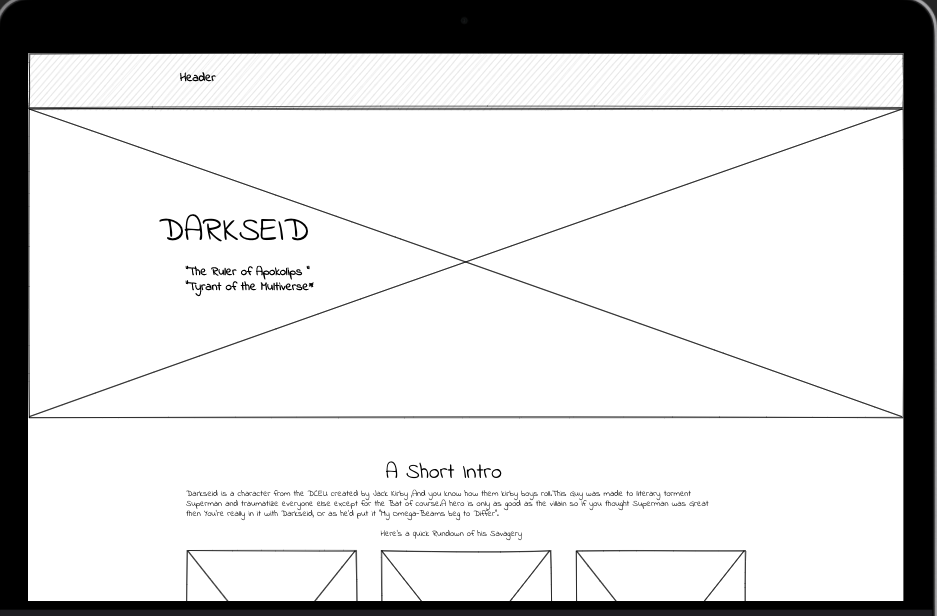 Header
DARKSEID
"The Ruler of Apokolips "
"Tyrant of the Multiverse"
A Short Intro
Darkseid is a character from the DCEU created by Jack Kirby And you know how them kirby boys roll.This guy was made to literary torment
Superman and traumatize everyone else except for the Bat of course.A hero is only as good as the villain so if you thought Superman was great
then You're really in it with Darkseid, or as he'd put it "My Omega-Beams beg to Differ".
Here's a quick Rundown of his Savagery